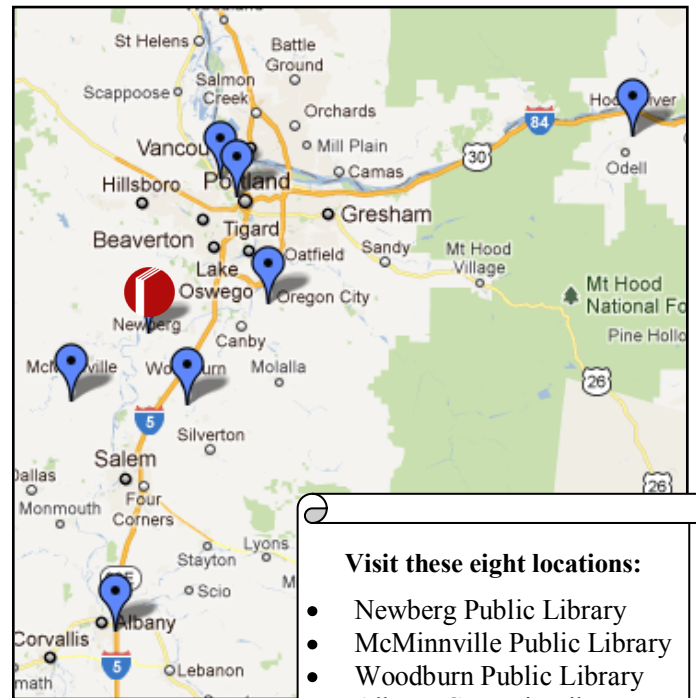 Woodland
St Helens
Battle
Ground
Salmon
Creek
Scappoose
Orchards
Mill Plain
Camas
84
30
Odell
Hillsboro
Portland
Gresham
Beaverton
Tigard
Oatfield
Sandy
Mt Hood
Village
Lake
Oswego
Oregon City
Mt Hood
National Fo
Pine Hollo
Newberg
Canby
Molalla
26
5
Silverton
Salem
Four
Corners
26
Monmouth
Stayton
Lyons
Scio
Albany
Corvallis
5
Lebanon
Visit these eight locations:
• Newberg Public Library
• McMinnville Public Library
• Woodburn Public Library